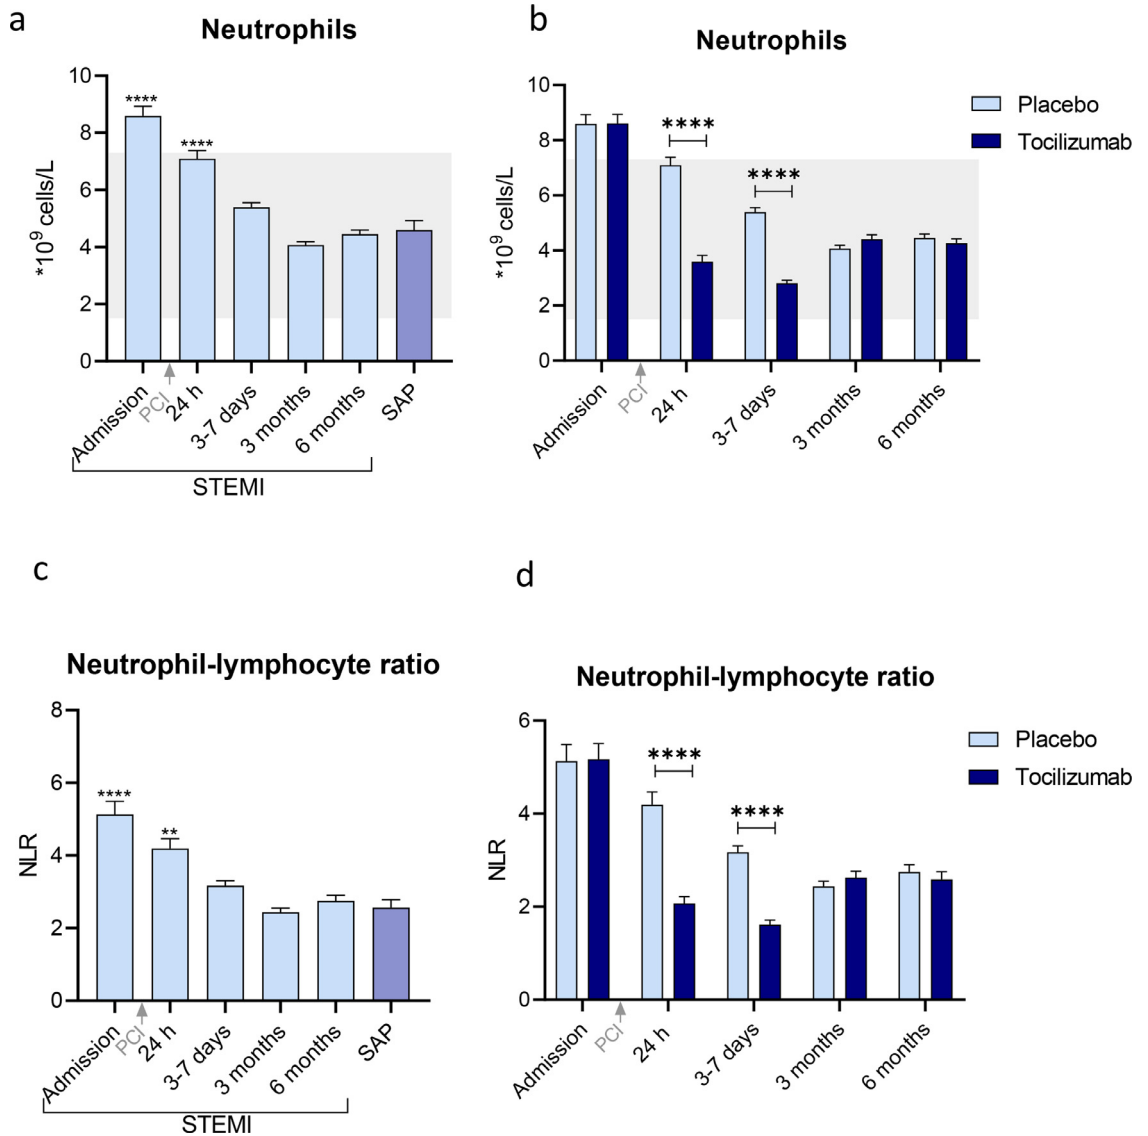 a
Neutrophils
*10⁹ cells/L
10
8
6
4
2
0
****
****
Admission
PCI
24 h
3-7 days
3 months
6 months
SAP
STEMI
b
Neutrophils
*10⁹ cells/L
10
8
6
4
2
0
****
****
Placebo
Tocilizumab
Admission
PCI
24 h
3-7 days
3 months
6 months
c
Neutrophil-lymphocyte ratio
NLR
8
6
4
2
0
****
**
Admission
PCI
24 h
3-7 days
3 months
6 months
SAP
STEMI
d
Neutrophil-lymphocyte ratio
NLR
6
4
2
0
****
****
Placebo
Tocilizumab
Admission
PCI
24 h
3-7 days
3 months
6 months